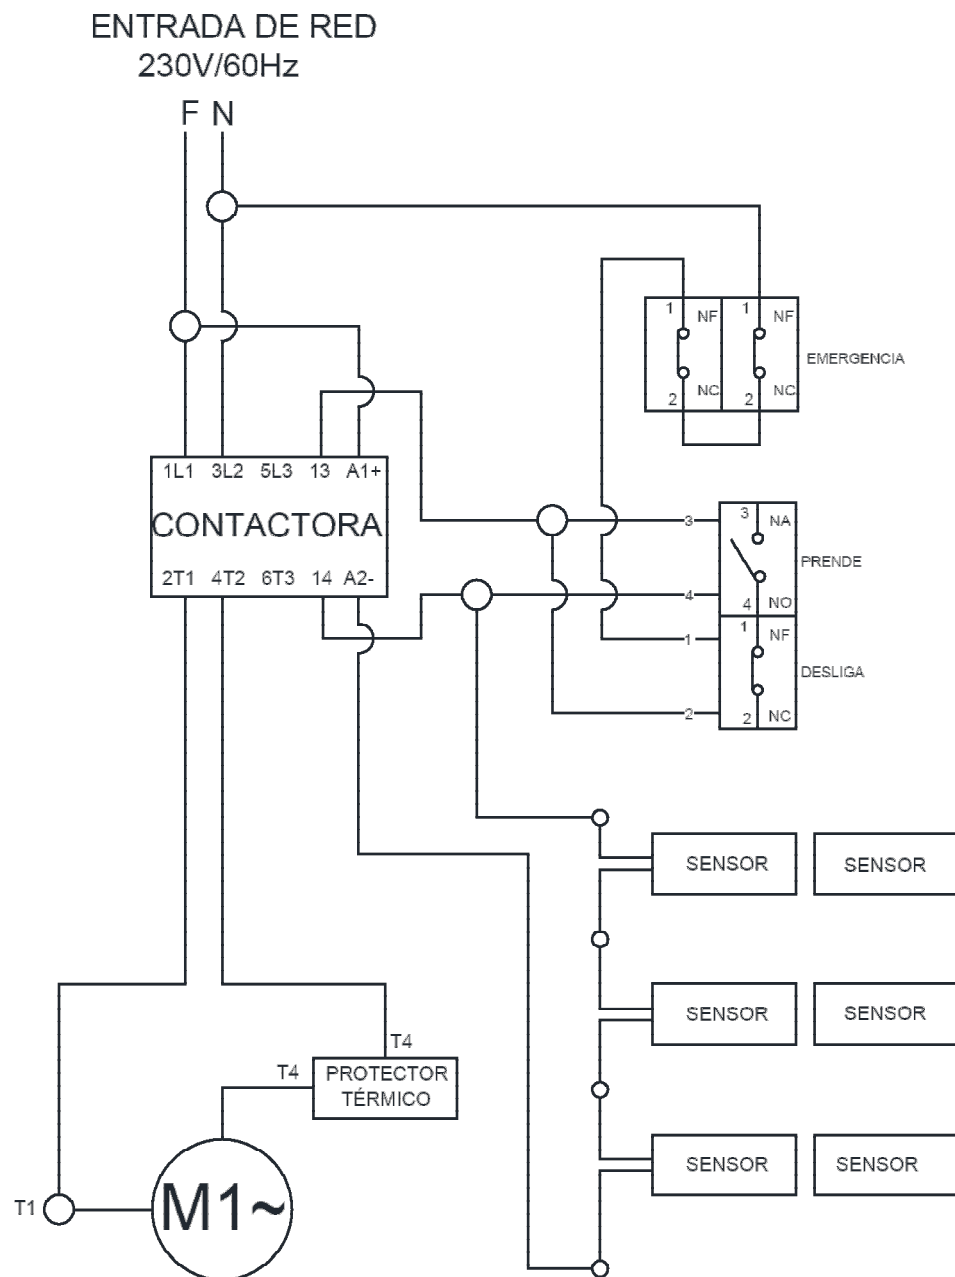 ENTRADA DE RED
230V/60Hz
F N
1 NF 1 NF
EMERGENCIA
NC NC
2 2
1L1 3L2 5L3 13 A1+
CONTACTORA
2T1 4T2 6T3 14 A2-
3 3 NA
PRENDE
4 4 NO
1 1 NF
DESLIGA
2 2 NC
SENSOR SENSOR
SENSOR SENSOR
T4
T4 PROTECTOR
TÉRMICO
SENSOR SENSOR
T1 M1~